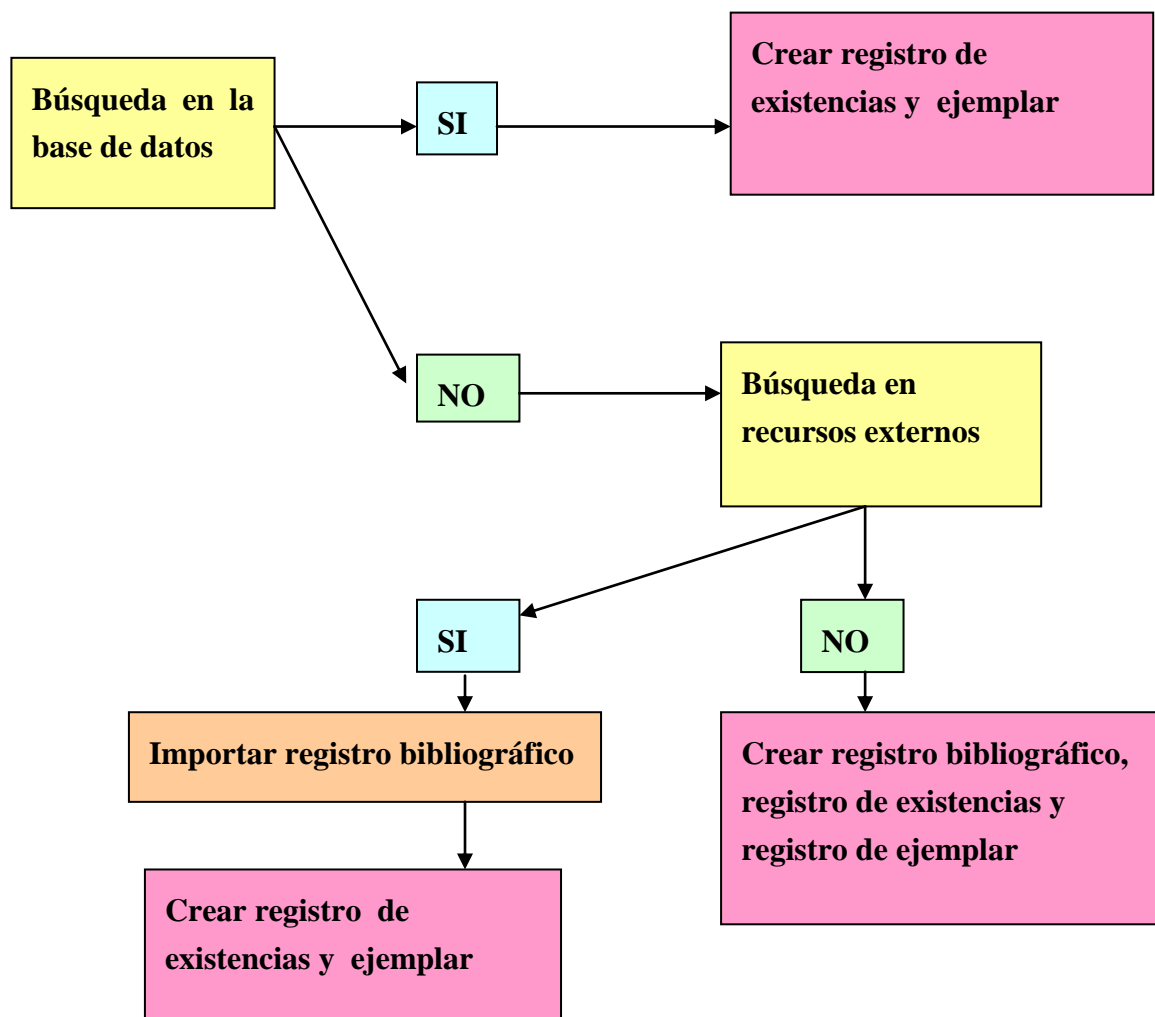 Búsqueda en la
base de datos
SI
Crear registro de
existencias y ejemplar
NO
Búsqueda en
recursos externos
SI
NO
Importar registro bibliográfico
Crear registro bibliográfico,
registro de existencias y
registro de ejemplar
Crear registro de
existencias y ejemplar